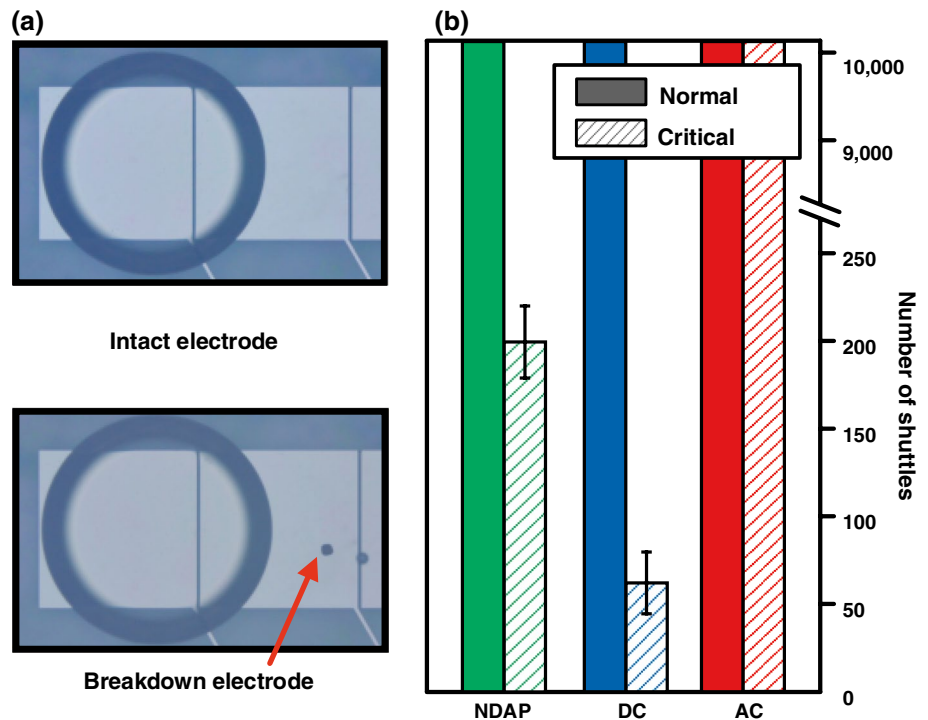 (a)
Intact electrode
Breakdown electrode
(b)
Normal
Critical
10,000
9,000
250
200
150
100
50
0
Number of shuttles
NDAP
DC
AC